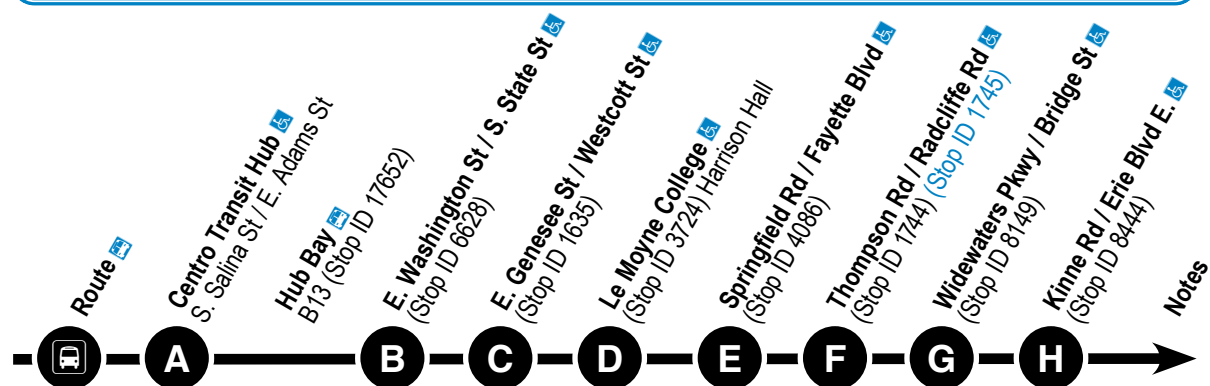 Route
Centro Transit Hub
S. Salina St / E. Adams St
Hub Bay
B13 (Stop ID 17652)
E. Washington St / S. State St
(Stop ID 6628)
E. Genesee St / Westcott St
(Stop ID 1635)
Le Moyne College
(Stop ID 3724) Harrison Hall
Springfield Rd / Fayette Blvd
(Stop ID 4086)
Thompson Rd / Radcliffe Rd
(Stop ID 1744) (Stop ID 1745)
Widewaters Pkwy / Bridge St
(Stop ID 8149)
Kinne Rd / Erie Blvd E.
(Stop ID 8444)
Notes
A B C D E F G H